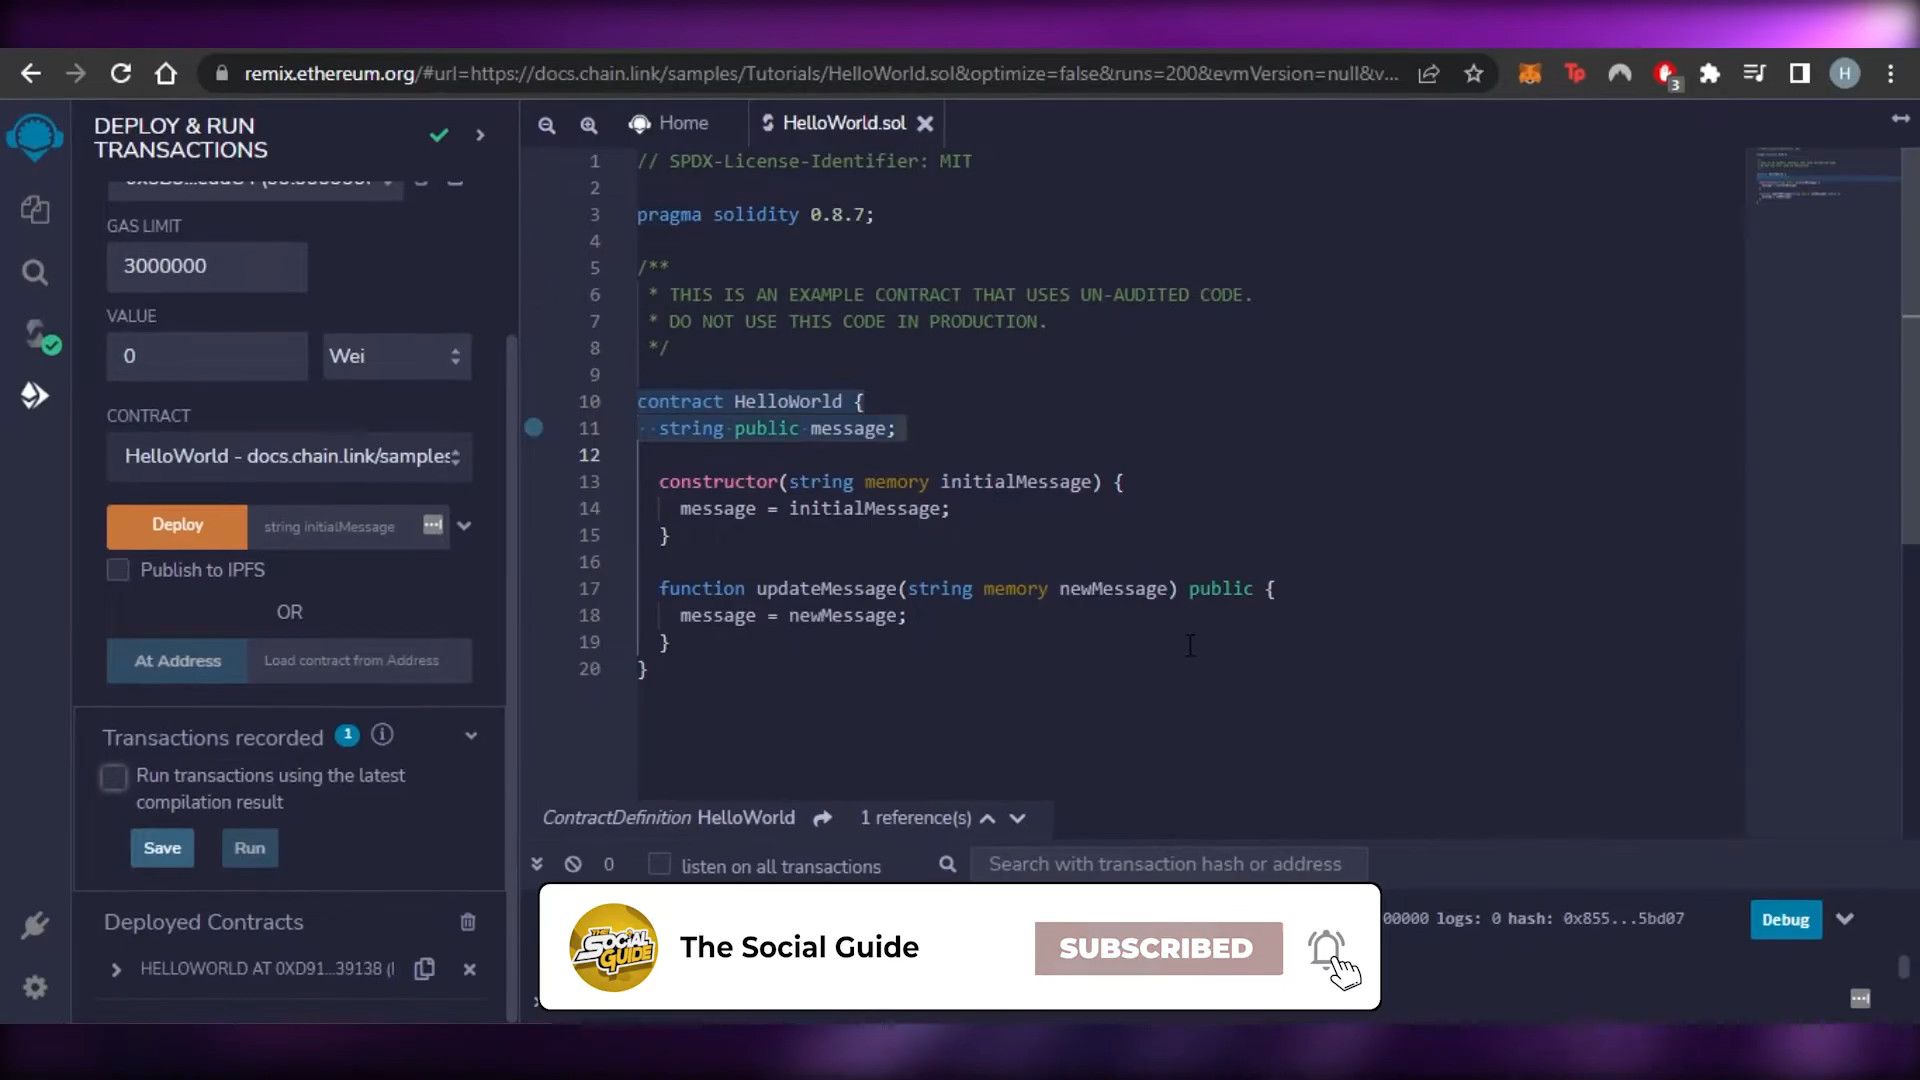 remix.ethereum.org/#url=https://docs.chain.link/samples/Tutorials/HelloWorld.sol&optimize=false&runs=200&evmVersion=null&v...
Tp
3
H
DEPLOY & RUN
TRANSACTIONS
GAS LIMIT
3000000
VALUE
0
Wei
CONTRACT
HelloWorld - docs.chain.link/samples
Deploy
string initialMessage
Publish to IPFS
OR
At Address
Load contract from Address
Transactions recorded 1
Run transactions using the latest
compilation result
Save
Run
Deployed Contracts
HELLOWORLD AT 0XD91...39138
Home
HelloWorld.sol
1 // SPDX-License-Identifier: MIT
2
3 pragma solidity 0.8.7;
4
5 /**
6 * THIS IS AN EXAMPLE CONTRACT THAT USES UN-AUDITED CODE.
7 * DO NOT USE THIS CODE IN PRODUCTION.
8 */
9
10 contract HelloWorld {
11 string public message;
12
13 constructor(string memory initialMessage) {
14 message = initialMessage;
15 }
16
17 function updateMessage(string memory newMessage) public {
18 message = newMessage;
19 }
20 }
ContractDefinition HelloWorld
1 reference(s)
0
listen on all transactions
Search with transaction hash or address
00000 logs: 0 hash: 0x855...5bd07
Debug
THE SOCIAL GUIDE
The Social Guide
SUBSCRIBED